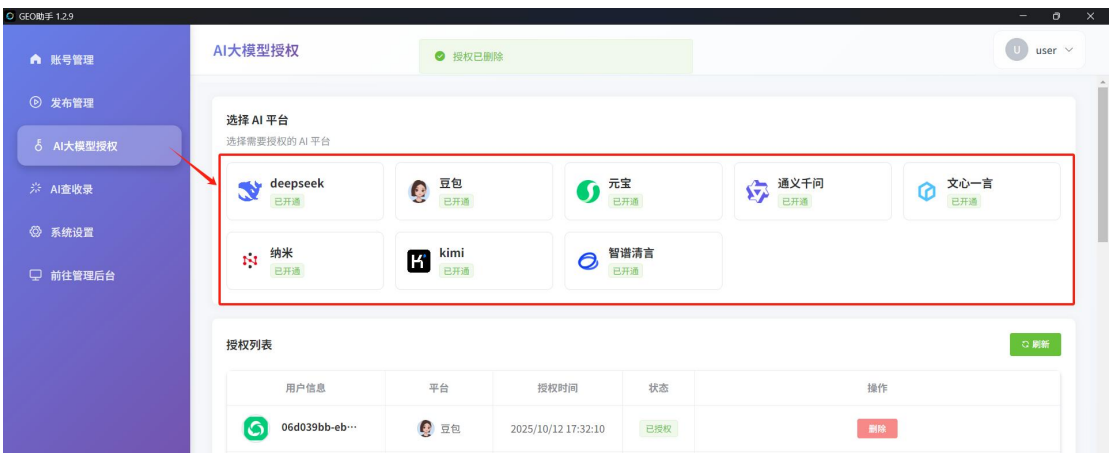 GEO助手 1.2.9
账号管理
发布管理
AI大模型授权
AI查收录
系统设置
前往管理后台
AI大模型授权
授权已删除
U user
选择 AI 平台
选择需要授权的 AI 平台
deepseek
已开通
豆包
已开通
元宝
已开通
通义千问
已开通
文心一言
已开通
纳米
已开通
kimi
已开通
智谱清言
已开通
授权列表
刷新
用户信息 平台 授权时间 状态 操作
06d039bb-eb··· 豆包 2025/10/12 17:32:10 已授权 删除